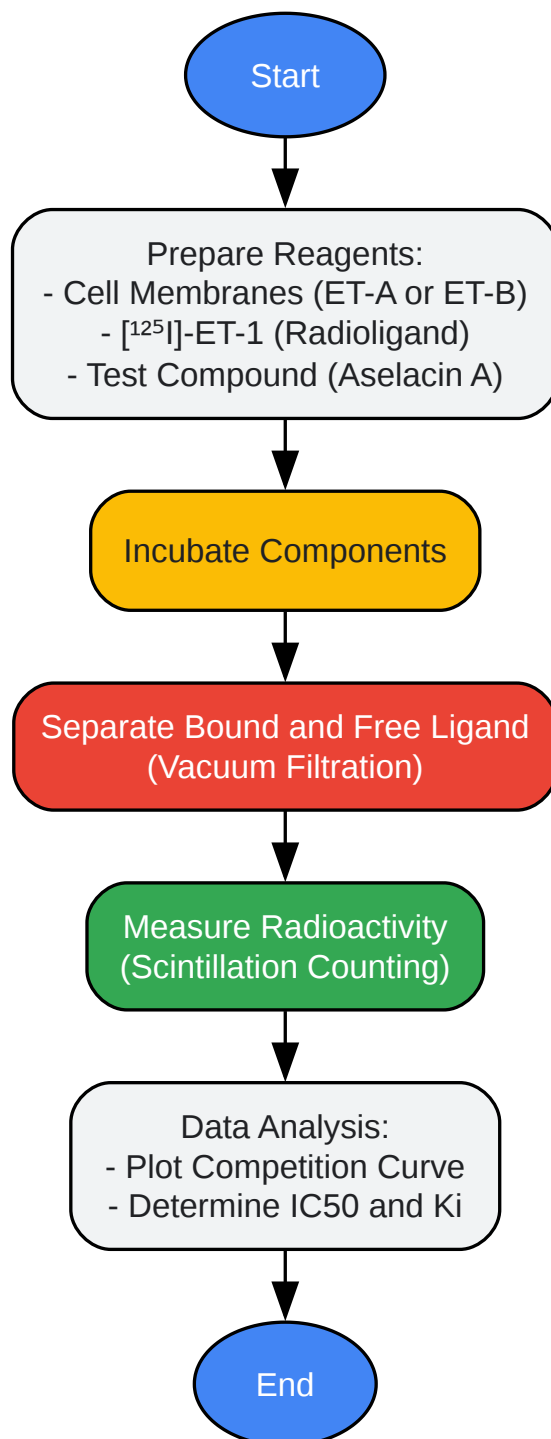 Start
Prepare Reagents:
- Cell Membranes (ET-A or ET-B)
- [¹²⁵I]-ET-1 (Radioligand)
- Test Compound (Aselacin A)
Incubate Components
Separate Bound and Free Ligand
(Vacuum Filtration)
Measure Radioactivity
(Scintillation Counting)
Data Analysis:
- Plot Competition Curve
- Determine IC50 and Ki
End